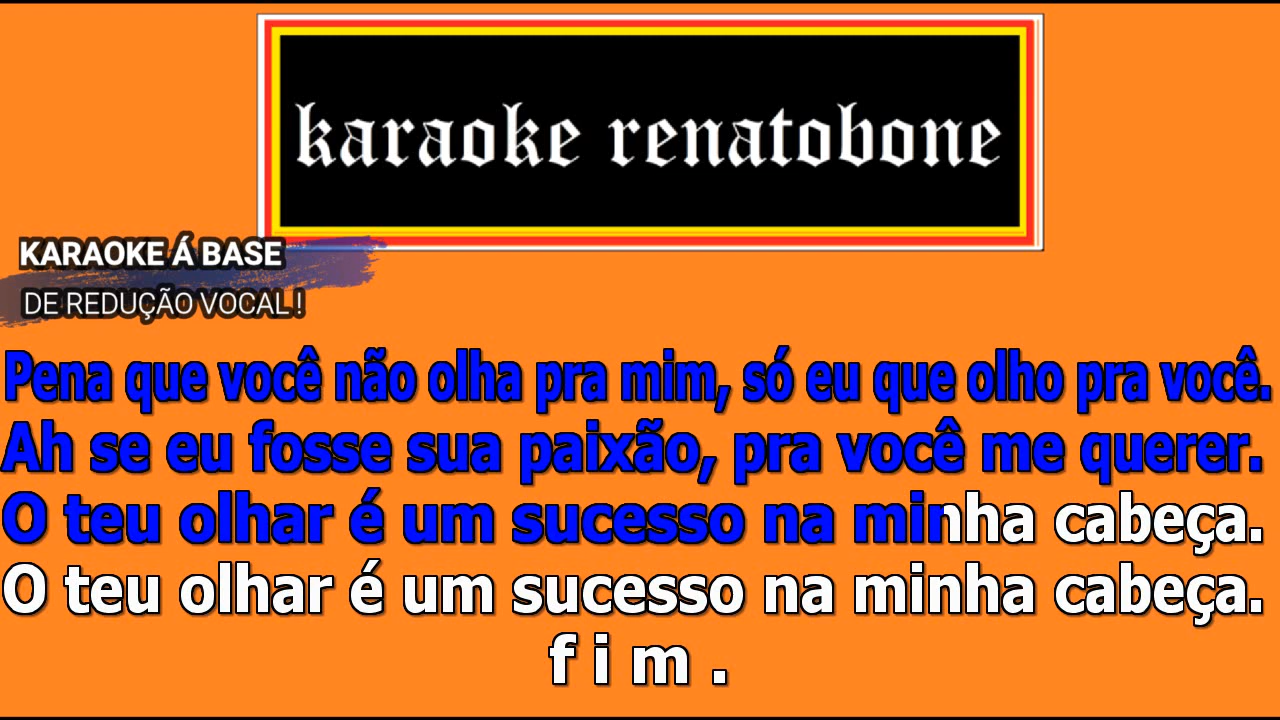 karaoke renatobone
KARAOKE Á BASE
DE REDUÇÃO VOCAL !
Pena que você não olha pra mim, só eu que olho pra você.
Ah se eu fosse sua paixão, pra você me querer.
O teu olhar é um sucesso na minha cabeça.
O teu olhar é um sucesso na minha cabeça.
f i m .